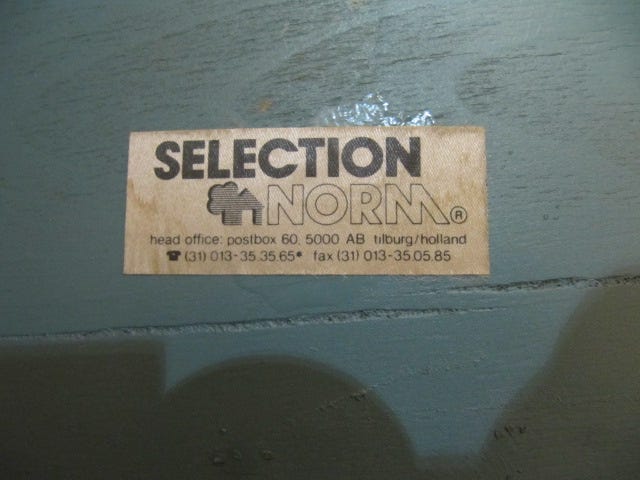 SELECTION
NORM®
head office: postbox 60, 5000 AB tilburg/holland
☎ (31) 013-35.35.65* fax (31) 013-35.05.85